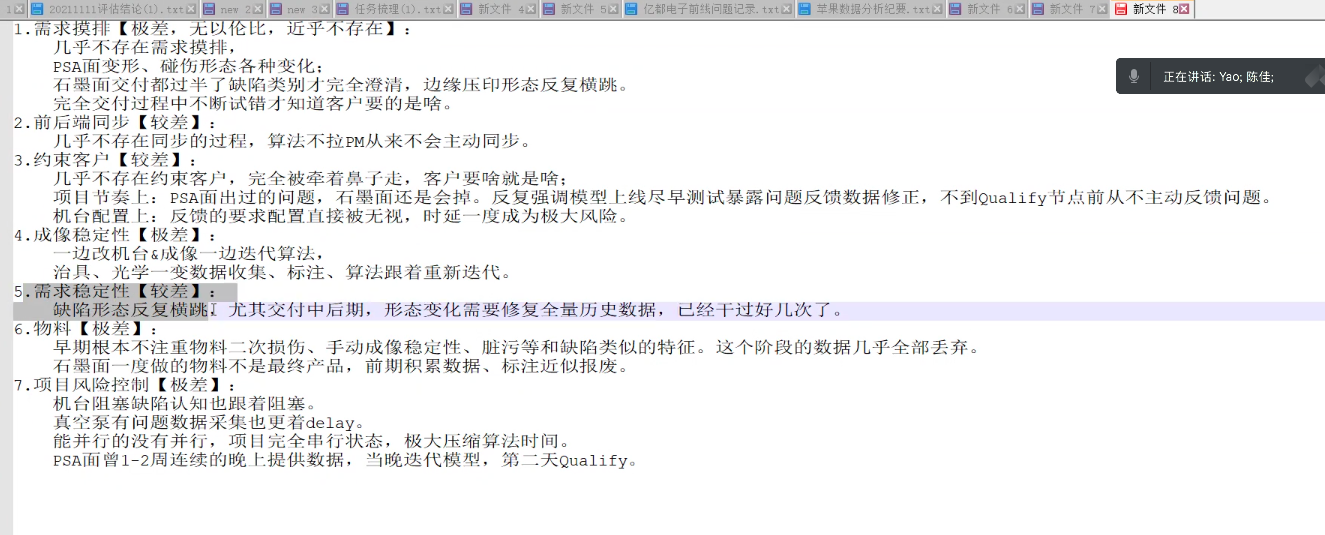 1
20211111评估结论(1).txt
new 2
new 3
任务梳理(1).txt
新文件 4
新文件 5
亿都电子前线问题记录.txt
苹果数据分析纪要.txt
新文件 6
新文件 7
新文件 8
正在讲话: Yao; 陈佳;
1.需求摸排【极差，无以伦比，近乎不存在】：
几乎不存在需求摸排，
PSA面变形、碰伤形态各种变化；
石墨面交付都过半了缺陷类别才完全澄清，边缘压印形态反复横跳。
完全交付过程中不断试错才知道客户要的是啥。
2.前后端同步【较差】：
几乎不存在同步的过程，算法不拉PM从来不会主动同步。
3.约束客户【较差】：
几乎不存在约束客户，完全被牵着鼻子走，客户要啥就是啥；
项目节奏上：PSA面出过的问题，石墨面还是会掉。反复强调模型上线尽早测试暴露问题反馈数据修正，不到Qualify节点前从不主动反馈问题。
机台配置上：反馈的要求配置直接被无视，时延一度成为极大风险。
4.成像稳定性【极差】：
一边改机台&成像一边迭代算法，
治具、光学一变数据收集、标注、算法跟着重新迭代。
5.需求稳定性【较差】：
缺陷形态反复横跳，尤其交付中后期，形态变化需要修复全量历史数据，已经干过好几次了。
6.物料【极差】：
早期根本不注重物料二次损伤、手动成像稳定性、脏污等和缺陷类似的特征。这个阶段的数据几乎全部丢弃。
石墨面一度做的物料不是最终产品，前期积累数据、标注近似报废。
7.项目风险控制【极差】：
机台阻塞缺陷认知也跟着阻塞。
真空泵有问题数据采集也更着delay。
能并行的没有并行，项目完全串行状态，极大压缩算法时间。
PSA面曾1-2周连续的晚上提供数据，当晚迭代模型，第二天Qualify。